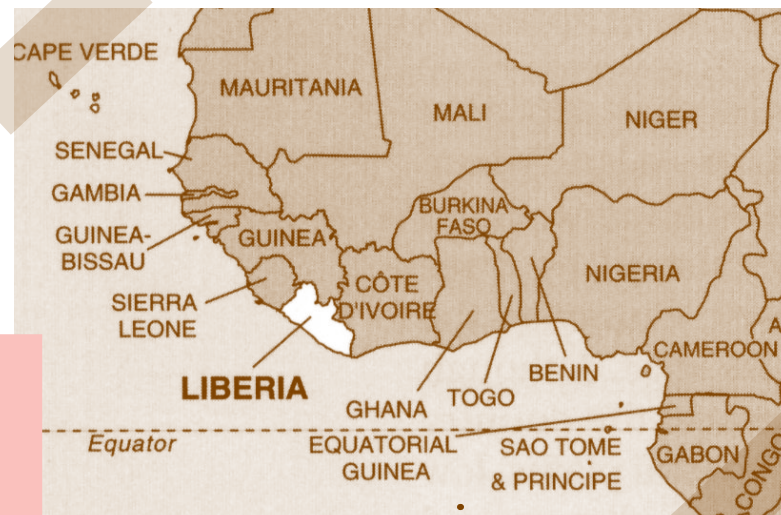 CAPE VERDE
MAURITANIA
MALI
NIGER
SENEGAL
GAMBIA
BURKINA
FASO
GUINEA-
BISSAU
GUINEA
NIGERIA
CÔTE
D'IVOIRE
SIERRA
LEONE
CAMEROON
BENIN
LIBERIA
TOGO
GHANA
Equator
EQUATORIAL
GUINEA
SAO TOME
& PRINCIPE
GABON